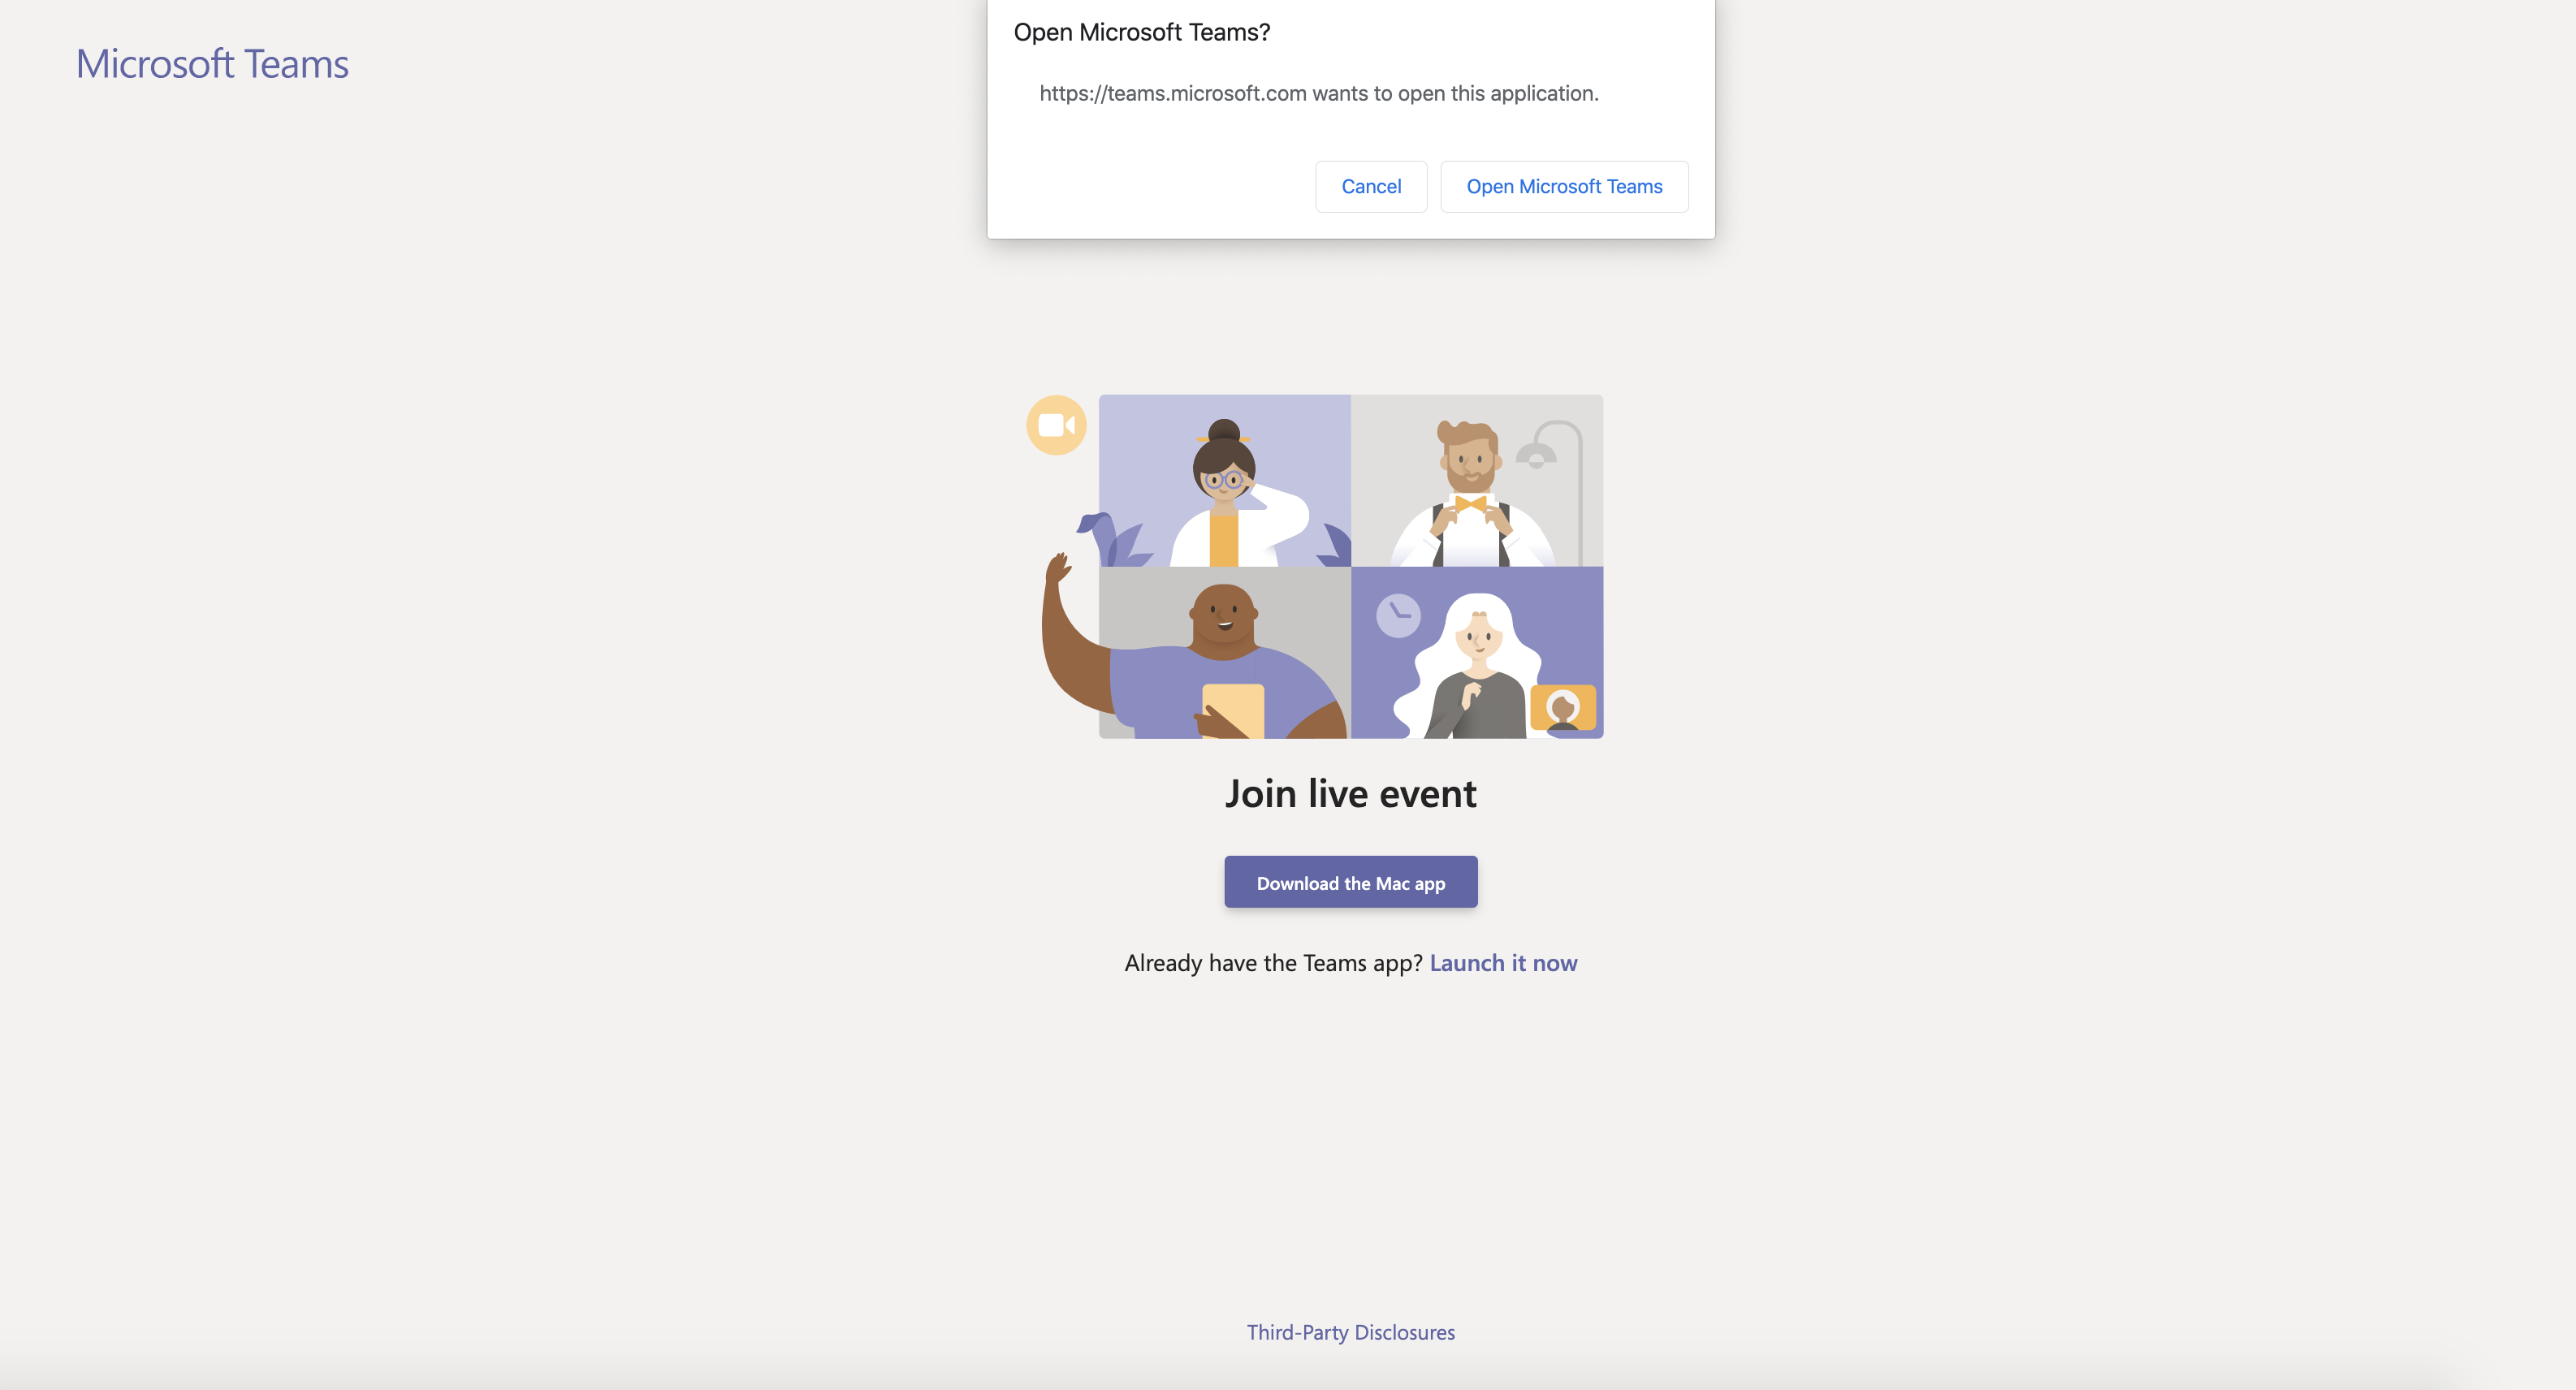 Open Microsoft Teams?
Microsoft Teams
https://teams.microsoft.com wants to open this application.
Cancel
Open Microsoft Teams
Join live event
Download the Mac app
Already have the Teams app? Launch it now
Third-Party Disclosures